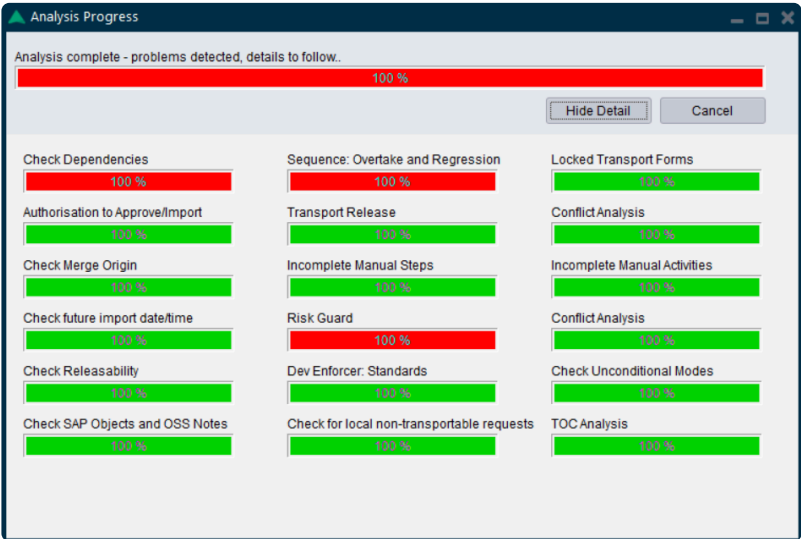 Analysis Progress
Analysis complete - problems detected, details to follow..
100 %
Hide Detail
Cancel
Check Dependencies
100 %
Sequence: Overtake and Regression
100 %
Locked Transport Forms
100 %
Authorisation to Approve/Import
100 %
Transport Release
100 %
Conflict Analysis
100 %
Check Merge Origin
100 %
Incomplete Manual Steps
100 %
Incomplete Manual Activities
100 %
Check future import date/time
100 %
Risk Guard
100 %
Conflict Analysis
100 %
Check Releasability
100 %
Dev Enforcer: Standards
100 %
Check Unconditional Modes
100 %
Check SAP Objects and OSS Notes
100 %
Check for local non-transportable requests
100 %
TOC Analysis
100 %